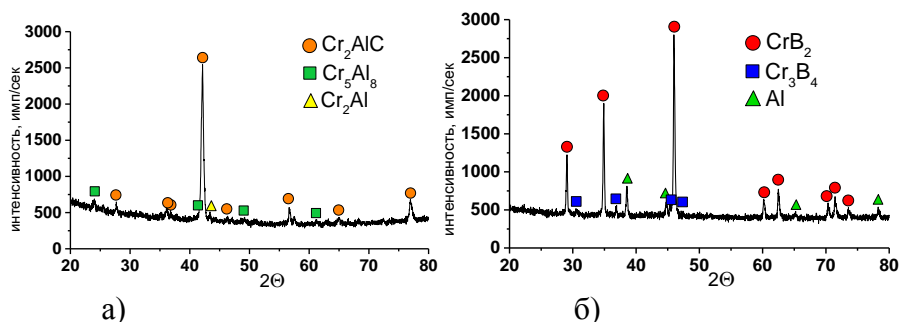 интенсивность, имп/сек
3000
2500
2000
1500
1000
500
0
20 30 40 50 60 70 80
2Θ
Cr₂AlC
Cr₅Al₈
Cr₂Al
а)
интенсивность, имп/сек
3000
2500
2000
1500
1000
500
0
20 30 40 50 60 70 80
2Θ
CrB₂
Cr₃B₄
Al
б)